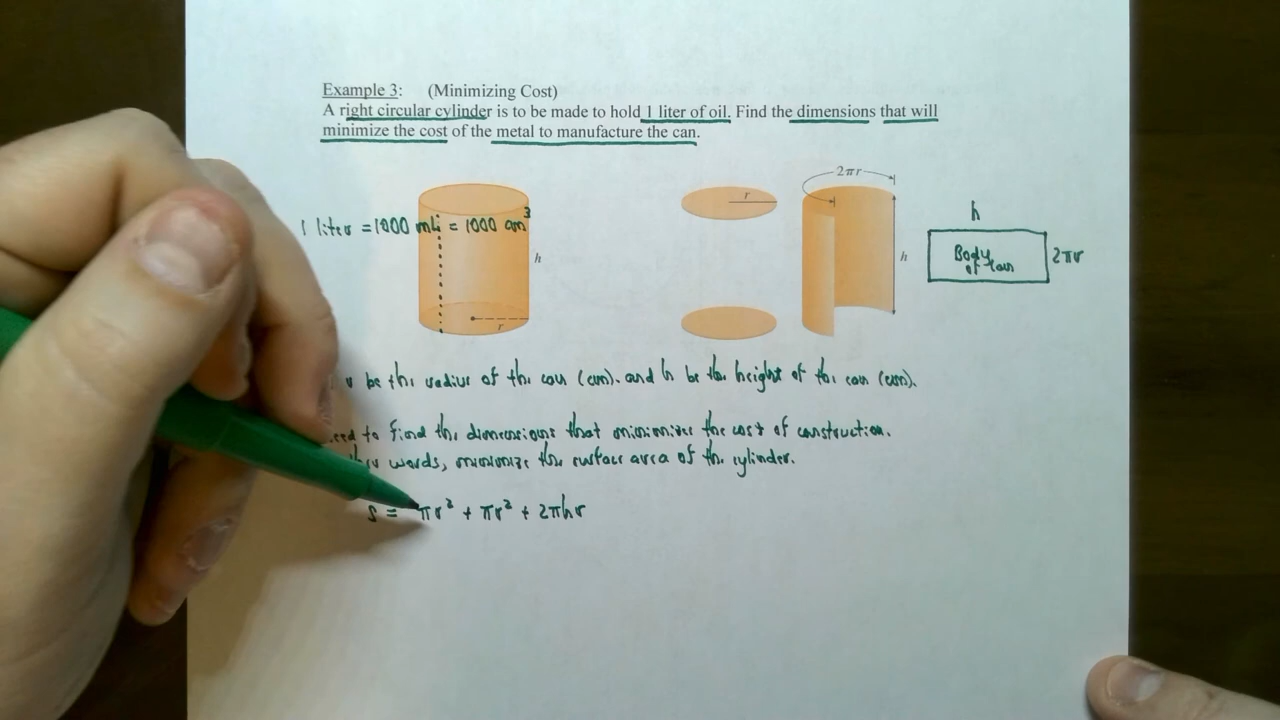 Example 3: (Minimizing Cost)
A right circular cylinder is to be made to hold 1 liter of oil. Find the dimensions that will
minimize the cost of the metal to manufacture the can.
2πr
r
h
1 liter = 1000 mL = 1000 cm³
h
h
Body of can
2πr
r
r be the radius of the can (cm). and h be the height of the can (cm).
to find the dimensions that minimizes the cost of construction.
words, minimize the surface area of the cylinder.
S = πr² + πr² + 2πhr